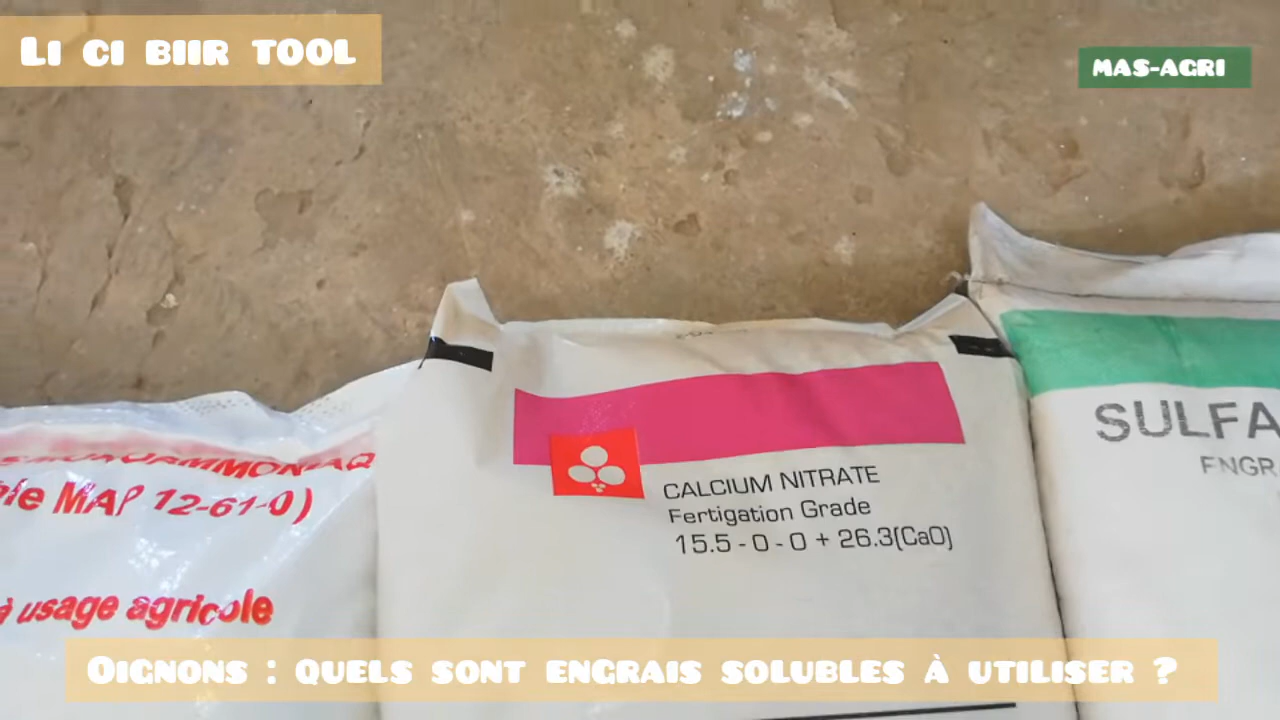 Li ci biir tool
MAS-AGRI
MAP 12-61-0)
à usage agricole
CALCIUM NITRATE
Fertigation Grade
15.5 - 0 - 0 + 26.3(CaO)
SULFA
ENGR
Oignons : quels sont engrais solubles à utiliser ?